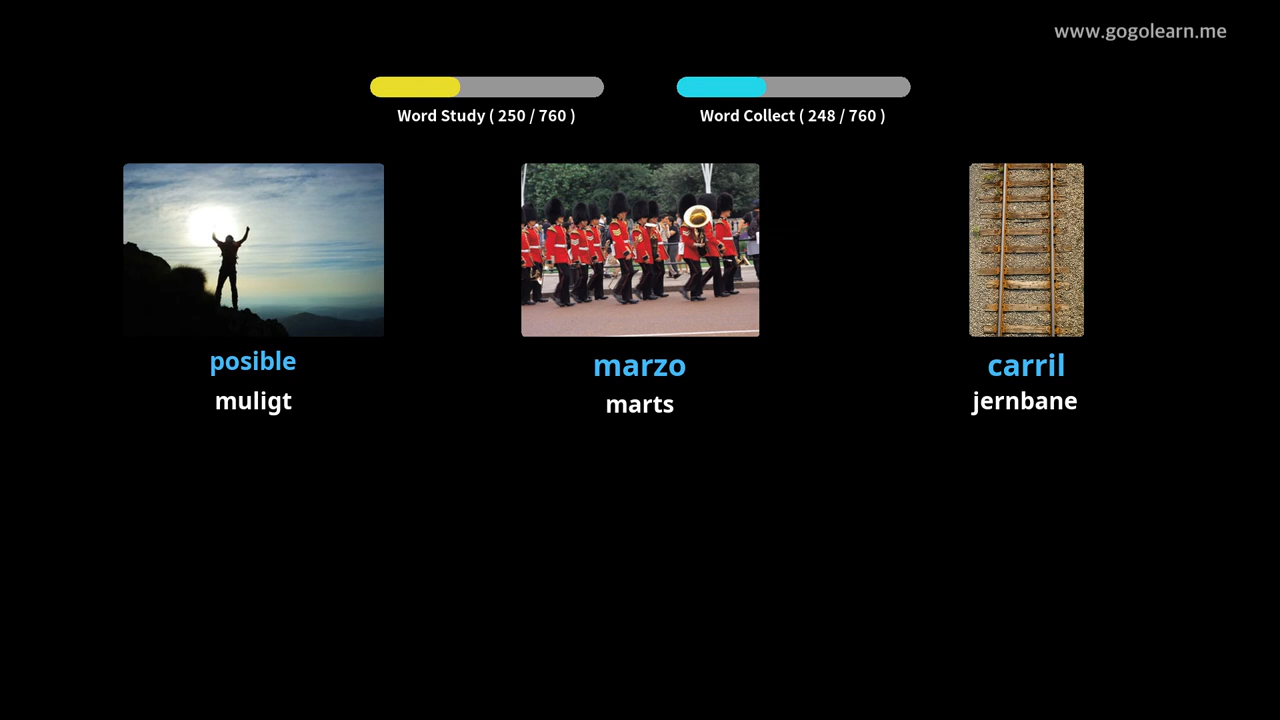 www.gogolearn.me
Word Study ( 250 / 760 )
Word Collect ( 248 / 760 )
posible
muligt
marzo
marts
carril
jernbane